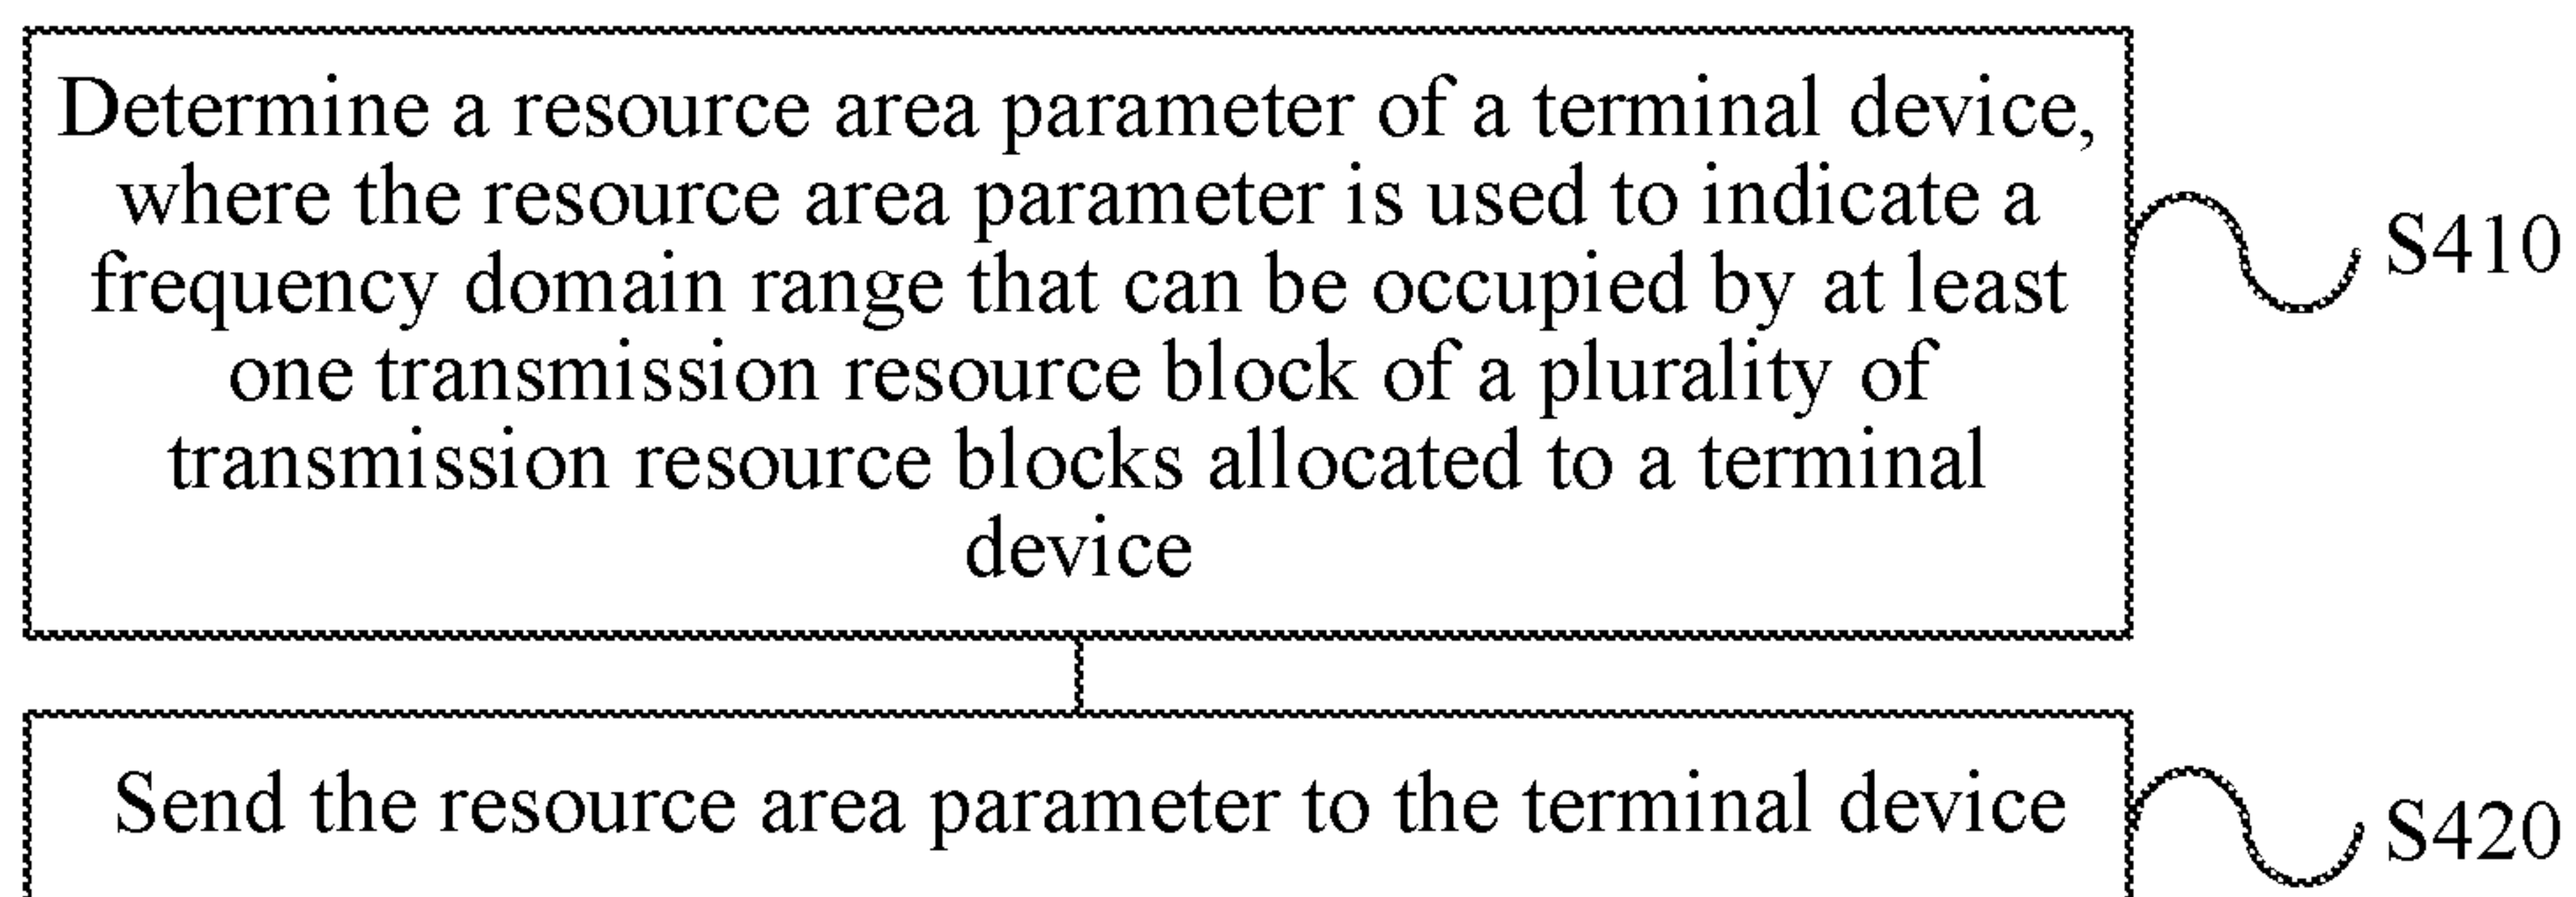 Determine a resource area parameter of a terminal device,
where the resource area parameter is used to indicate a
frequency domain range that can be occupied by at least
one transmission resource block of a plurality of
transmission resource blocks allocated to a terminal
device
S410
Send the resource area parameter to the terminal device
S420